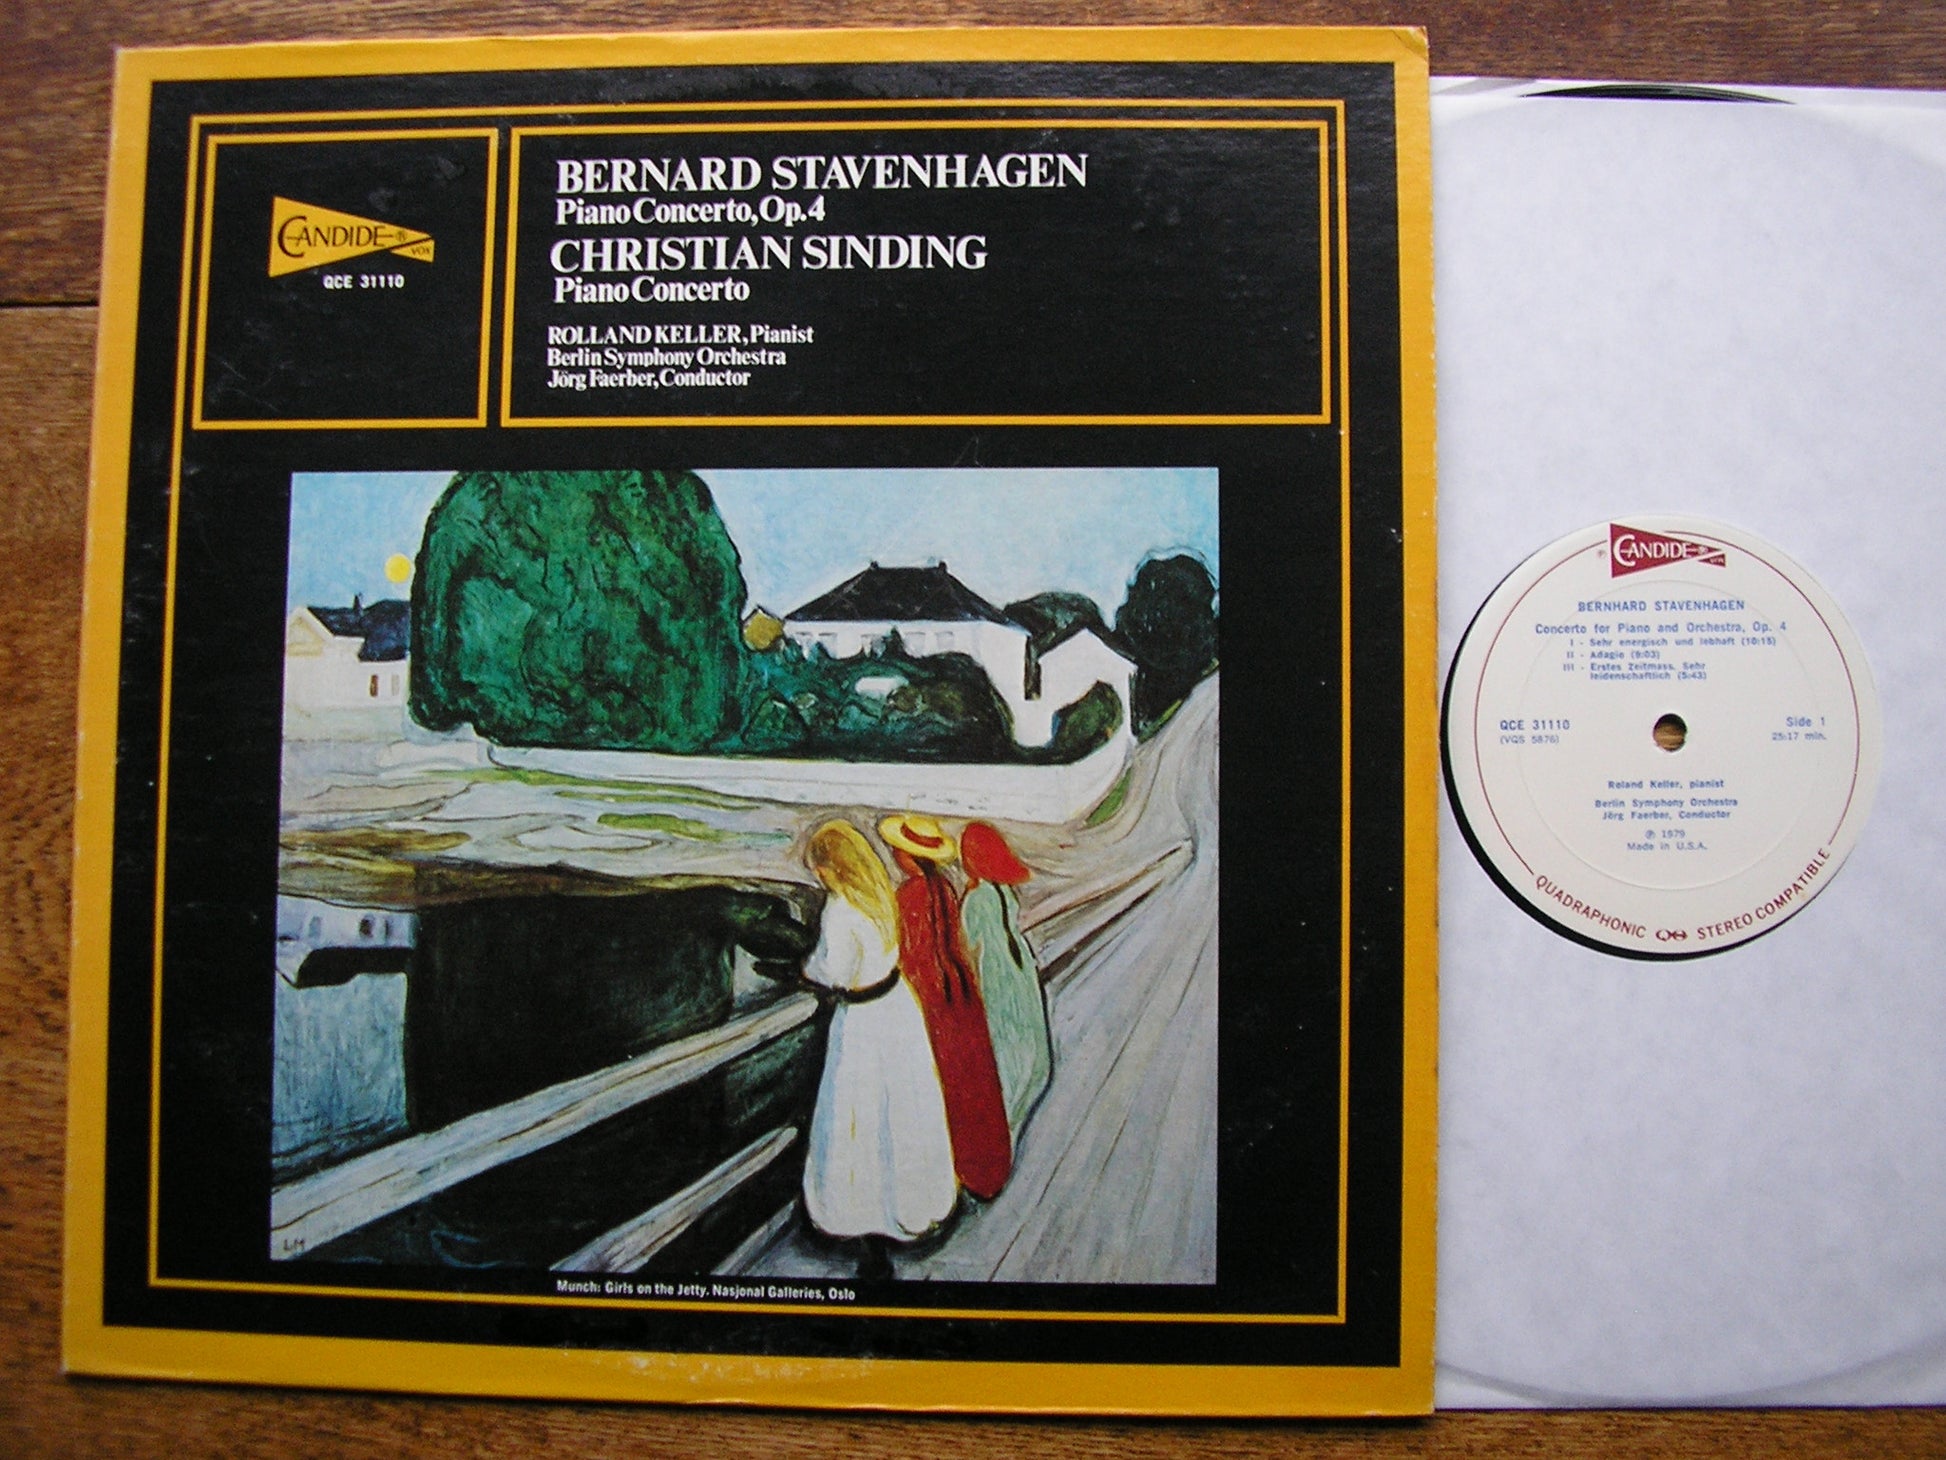 CANDIDE ®
VOX
QCE 31110
BERNARD STAVENHAGEN
Piano Concerto, Op. 4
CHRISTIAN SINDING
Piano Concerto
ROLLAND KELLER, Pianist
Berlin Symphony Orchestra
Jörg Faerber, Conductor
Munch: Girls on the Jetty. Nasjonal Galleries, Oslo
℗ CANDIDE ®
VOX
BERNHARD STAVENHAGEN
Concerto for Piano and Orchestra, Op. 4
I - Sehr energisch und lebhaft (10:15)
II - Adagio (9:03)
III - Erstes Zeitmass. Sehr
leidenschaftlich (5:43)
QCE 31110
(VQS 5876)
Side 1
25:17 min.
Roland Keller, pianist
Berlin Symphony Orchestra
Jörg Faerber, Conductor
℗ 1979
Made in U.S.A.
QUADRAPHONIC QS STEREO COMPATIBLE